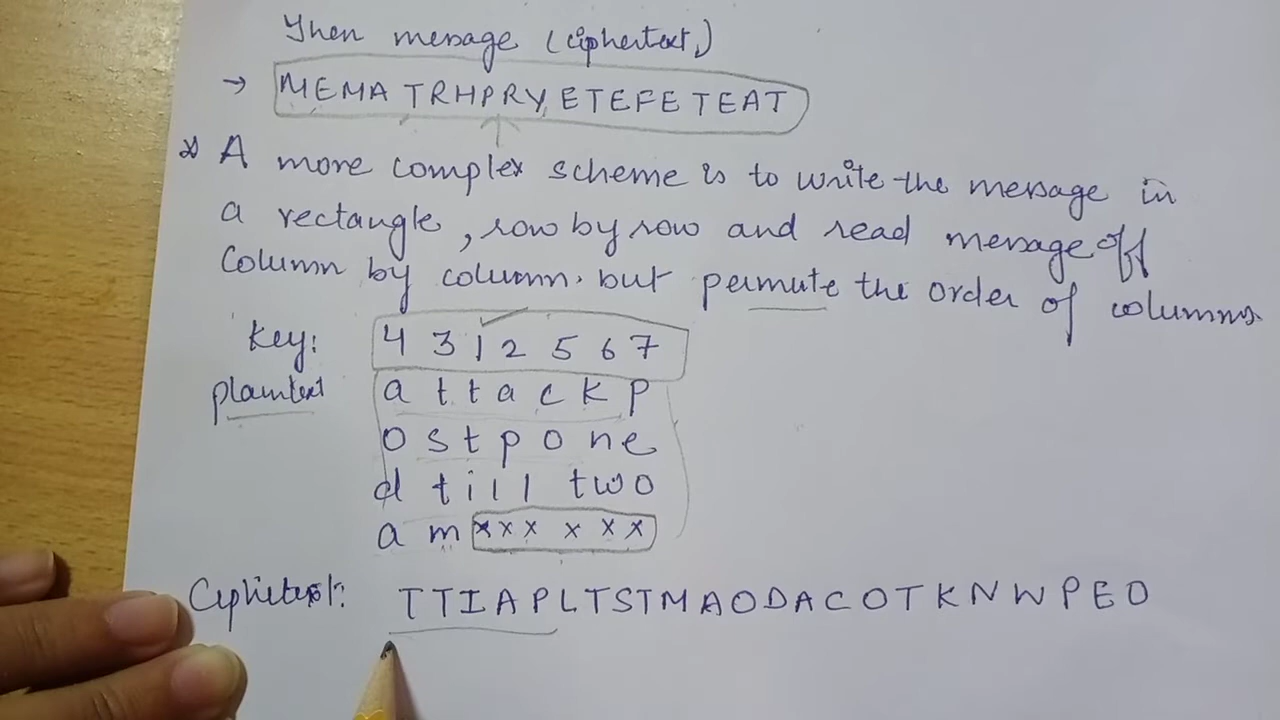 Then message (ciphertext,)
→ MEMATRHPRYETEFETEAT
A more complex scheme is to write the message in
a rectangle, row by row and read message off
Column by column. but permute the order of columns.
Key: 4 3 1 2 5 6 7
plaintext a t t a c k p
o s t p o n e
d t i l l t w o
a m x x x x x x
Ciphertext: TTIAPLTSTMAODACOTKNWPEO